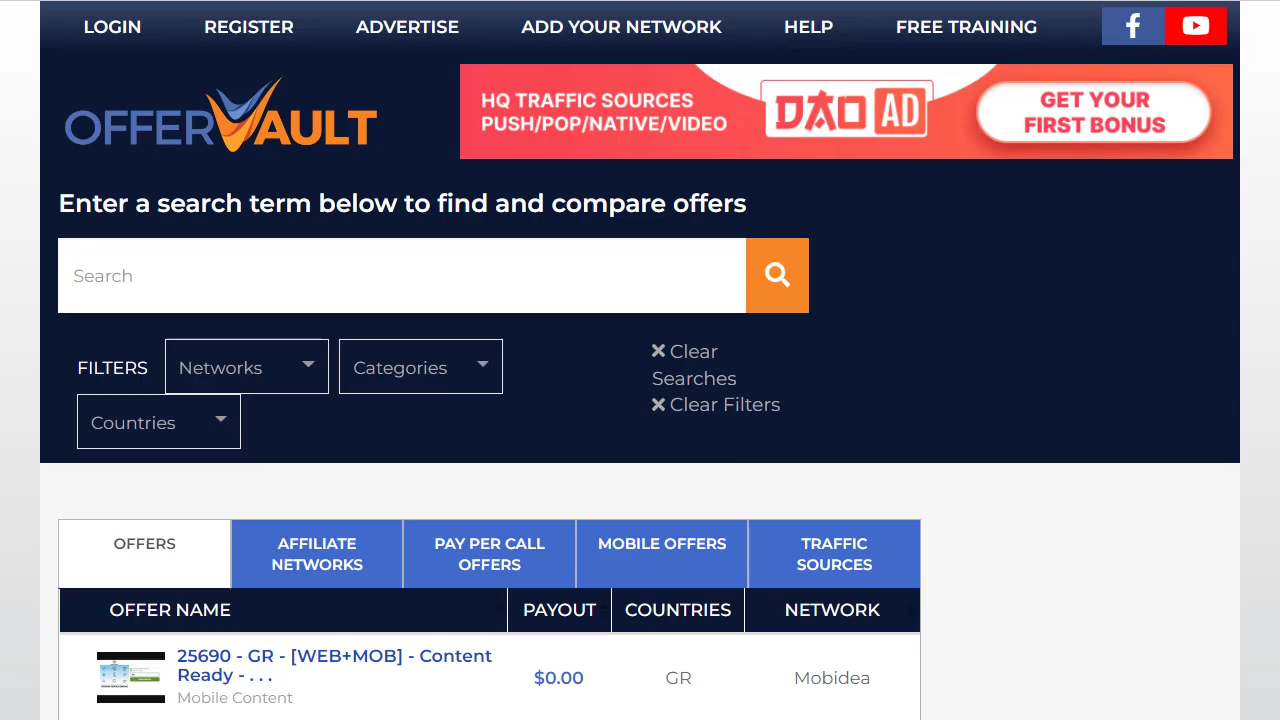 LOGIN REGISTER ADVERTISE ADD YOUR NETWORK HELP FREE TRAINING
OFFERVAULT
HQ TRAFFIC SOURCES
PUSH/POP/NATIVE/VIDEO
DAO AD
GET YOUR
FIRST BONUS
Enter a search term below to find and compare offers
Search
FILTERS Networks Categories
Countries
Clear
Searches
Clear Filters
OFFERS
AFFILIATE
NETWORKS
PAY PER CALL
OFFERS
MOBILE OFFERS
TRAFFIC
SOURCES
OFFER NAME PAYOUT COUNTRIES NETWORK
25690 - GR - [WEB+MOB] - Content
Ready - . . .
Mobile Content
$0.00 GR Mobidea